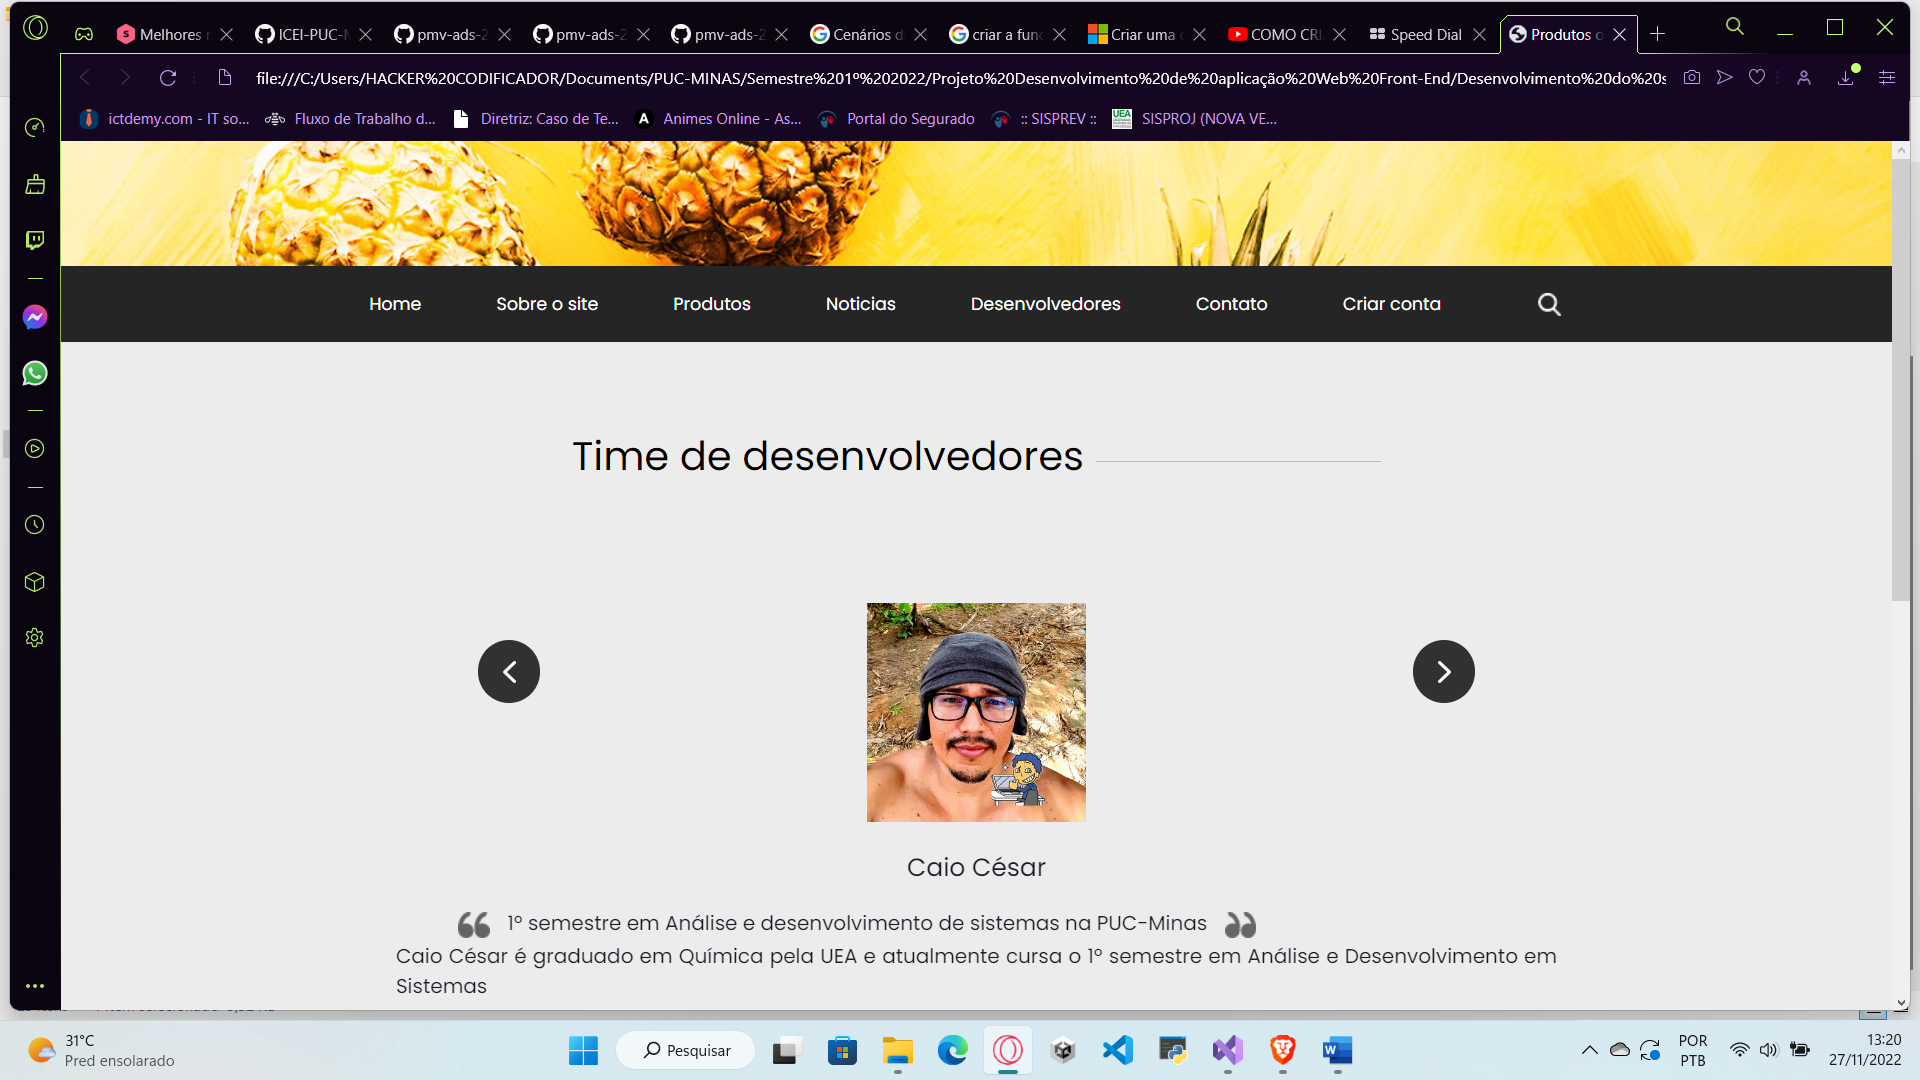 Melhores
ICEI-PUC-M
pmv-ads-2
pmv-ads-2
pmv-ads-2
Cenários d
criar a fun
Criar uma
COMO CRI
Speed Dial
Produtos o
file:///C:/Users/HACKER%20CODIFICADOR/Documents/PUC-MINAS/Semestre%201º%202022/Projeto%20Desenvolvimento%20de%20aplicação%20Web%20Front-End/Desenvolvimento%20do%20s
ictdemy.com - IT so...
Fluxo de Trabalho d...
Diretriz: Caso de Te...
Animes Online - As...
Portal do Segurado
:: SISPREV ::
SISPROJ (NOVA VE...
Home
Sobre o site
Produtos
Noticias
Desenvolvedores
Contato
Criar conta
Time de desenvolvedores
Caio César
1º semestre em Análise e desenvolvimento de sistemas na PUC-Minas
Caio César é graduado em Química pela UEA e atualmente cursa o 1º semestre em Análise e Desenvolvimento em
Sistemas
31°C
Pred ensolarado
Pesquisar
POR
PTB
13:20
27/11/2022